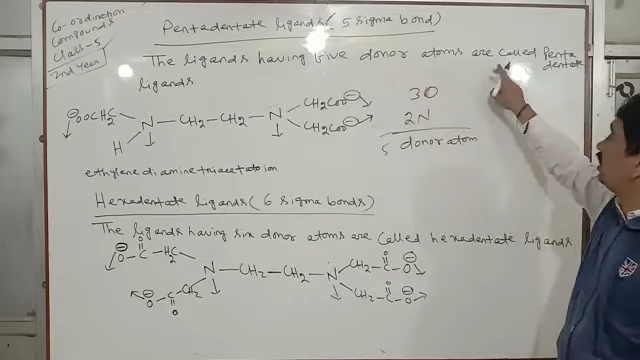 Co-ordination
Compounds
Class-5
2nd Year
Pentadentate ligands (5 sigma bond)
The ligands having five donor atoms are called Penta
dentate
ligands
⊖OOCH2C
N — CH2 — CH2 — N
CH2COO⊖
CH2COO⊖
H
3O
2N
5 donor atom
ethylenediaminetriacetatoion
Hexadentate ligands (6 sigma bonds)
The ligands having six donor atoms are called hexadentate ligands
⊖O — C — H2C
O
N — CH2 — CH2 — N
CH2 — C — O⊖
O
⊖O — C — CH2
O
CH2 — C — O⊖
O